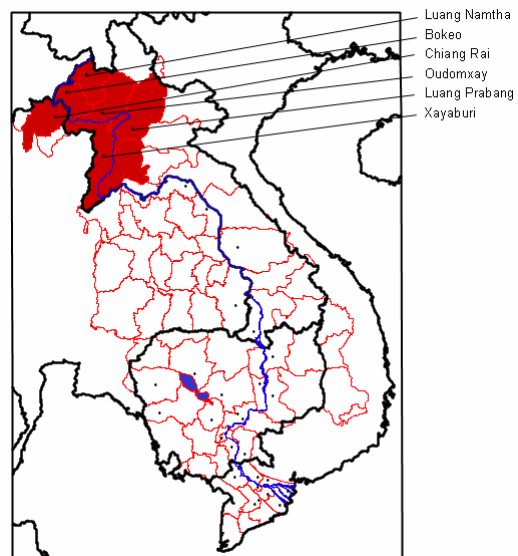 Luang Namtha
Bokeo
Chiang Rai
Oudomxay
Luang Prabang
Xayaburi